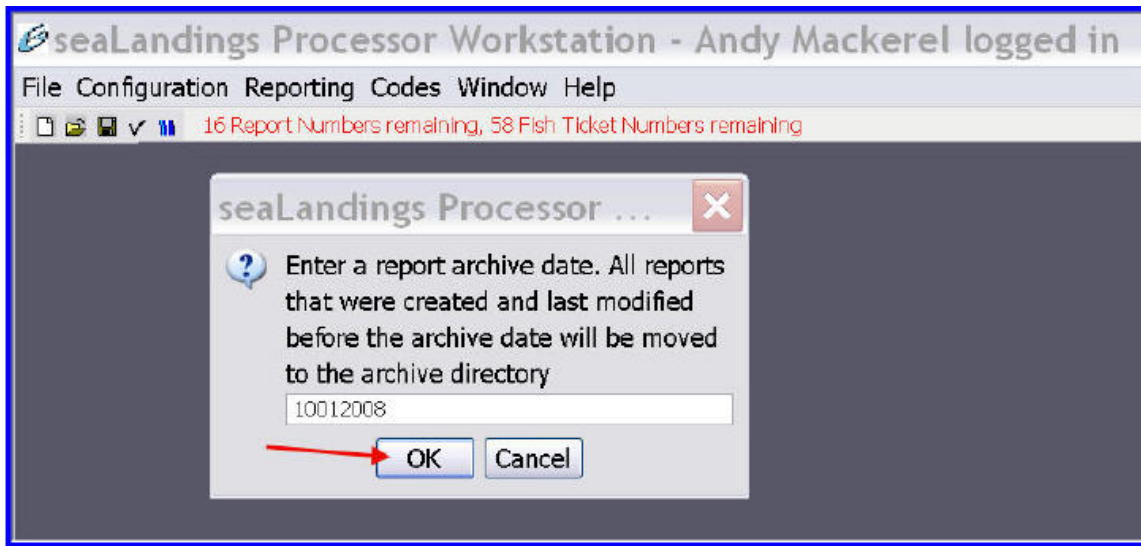 seaLandings Processor Workstation - Andy Mackerel logged in
File Configuration Reporting Codes Window Help
16 Report Numbers remaining, 58 Fish Ticket Numbers remaining
seaLandings Processor ...
Enter a report archive date. All reports
that were created and last modified
before the archive date will be moved
to the archive directory
10012008
OK Cancel